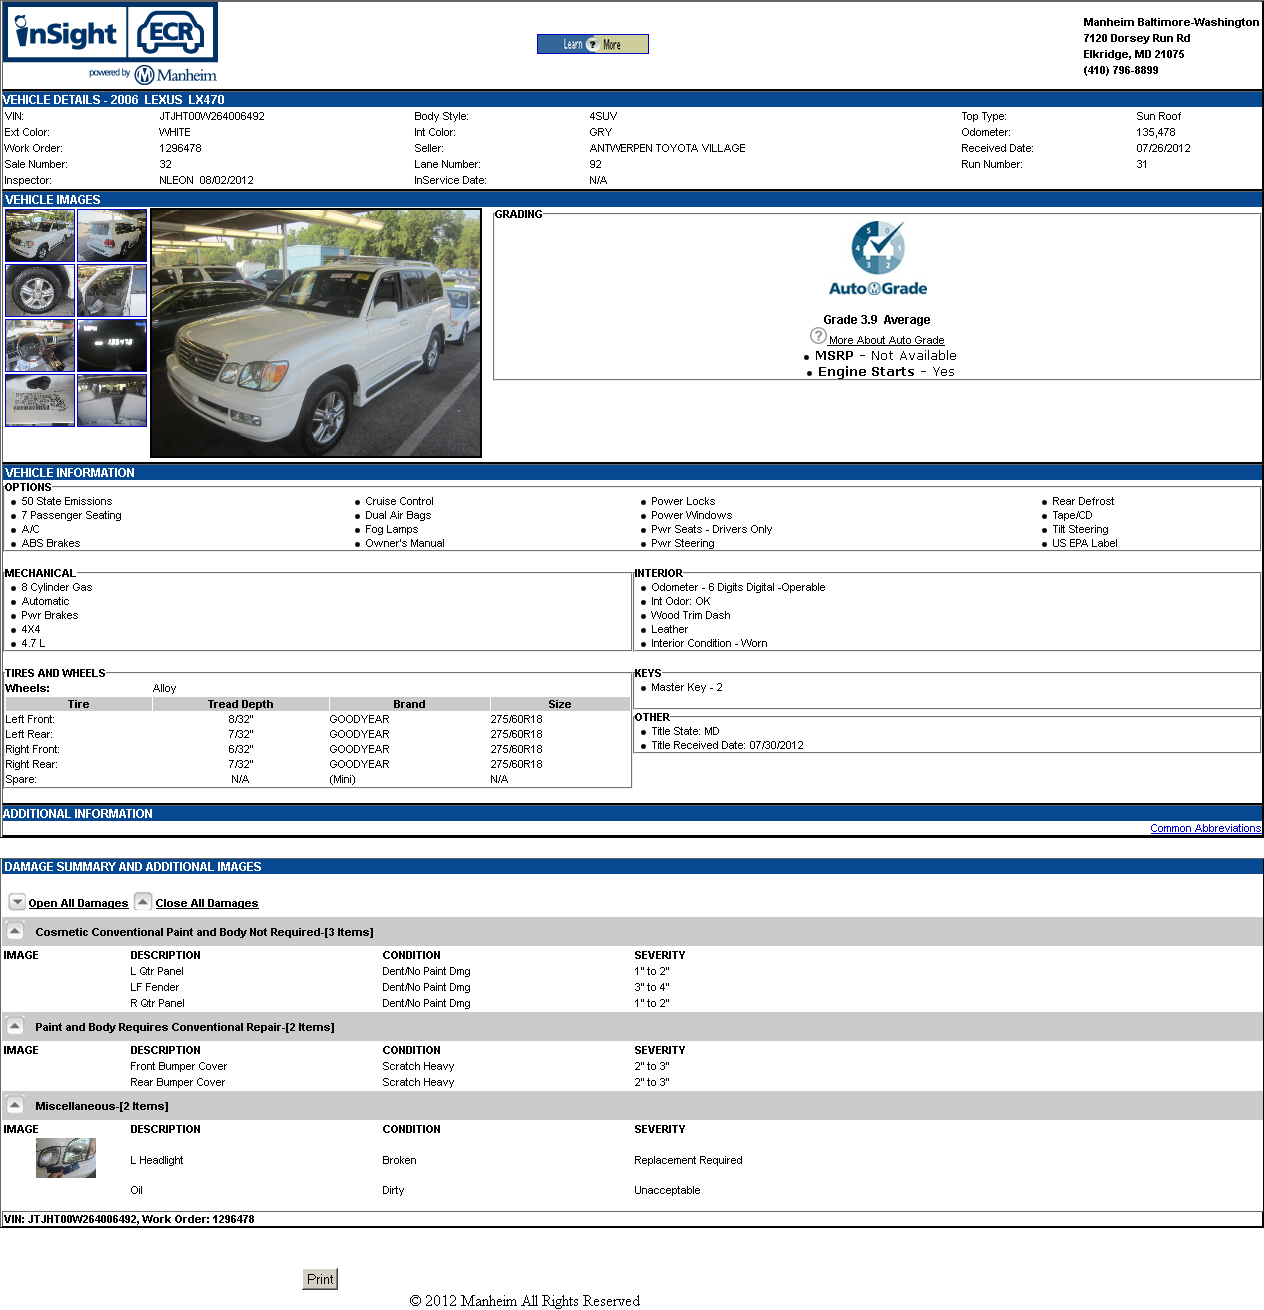 inSight ECR
powered by Manheim
Learn ? More
Manheim Baltimore-Washington
7120 Dorsey Run Rd
Elkridge, MD 21075
(410) 796-8899
VEHICLE DETAILS - 2006 LEXUS LX470
VIN: JTJHT00W264006492 Body Style: 4SUV Top Type: Sun Roof
Ext Color: WHITE Int Color: GRY Odometer: 135,478
Work Order: 1296478 Seller: ANTWERPEN TOYOTA VILLAGE Received Date: 07/26/2012
Sale Number: 32 Lane Number: 92 Run Number: 31
Inspector: NLEON 08/02/2012 InService Date: N/A
VEHICLE IMAGES
MPH
135478
GRADING
5 0 4 1 3 2
AutoGrade
Grade 3.9 Average
? More About Auto Grade
• MSRP - Not Available
• Engine Starts - Yes
VEHICLE INFORMATION
OPTIONS
• 50 State Emissions • Cruise Control • Power Locks • Rear Defrost
• 7 Passenger Seating • Dual Air Bags • Power Windows • Tape/CD
• A/C • Fog Lamps • Pwr Seats - Drivers Only • Tilt Steering
• ABS Brakes • Owner's Manual • Pwr Steering • US EPA Label
MECHANICAL
• 8 Cylinder Gas
• Automatic
• Pwr Brakes
• 4X4
• 4.7 L
INTERIOR
• Odometer - 6 Digits Digital -Operable
• Int Odor: OK
• Wood Trim Dash
• Leather
• Interior Condition - Worn
TIRES AND WHEELS
Wheels: Alloy
Tire Tread Depth Brand Size
Left Front: 8/32" GOODYEAR 275/60R18
Left Rear: 7/32" GOODYEAR 275/60R18
Right Front: 6/32" GOODYEAR 275/60R18
Right Rear: 7/32" GOODYEAR 275/60R18
Spare: N/A (Mini) N/A
KEYS
• Master Key - 2
OTHER
• Title State: MD
• Title Received Date: 07/30/2012
ADDITIONAL INFORMATION
Common Abbreviations
DAMAGE SUMMARY AND ADDITIONAL IMAGES
Open All Damages Close All Damages
Cosmetic Conventional Paint and Body Not Required-[3 Items]
IMAGE DESCRIPTION CONDITION SEVERITY
L Qtr Panel Dent/No Paint Dmg 1" to 2"
LF Fender Dent/No Paint Dmg 3" to 4"
R Qtr Panel Dent/No Paint Dmg 1" to 2"
Paint and Body Requires Conventional Repair-[2 Items]
IMAGE DESCRIPTION CONDITION SEVERITY
Front Bumper Cover Scratch Heavy 2" to 3"
Rear Bumper Cover Scratch Heavy 2" to 3"
Miscellaneous-[2 Items]
IMAGE DESCRIPTION CONDITION SEVERITY
L Headlight Broken Replacement Required
Oil Dirty Unacceptable
VIN: JTJHT00W264006492, Work Order: 1296478
Print
© 2012 Manheim All Rights Reserved